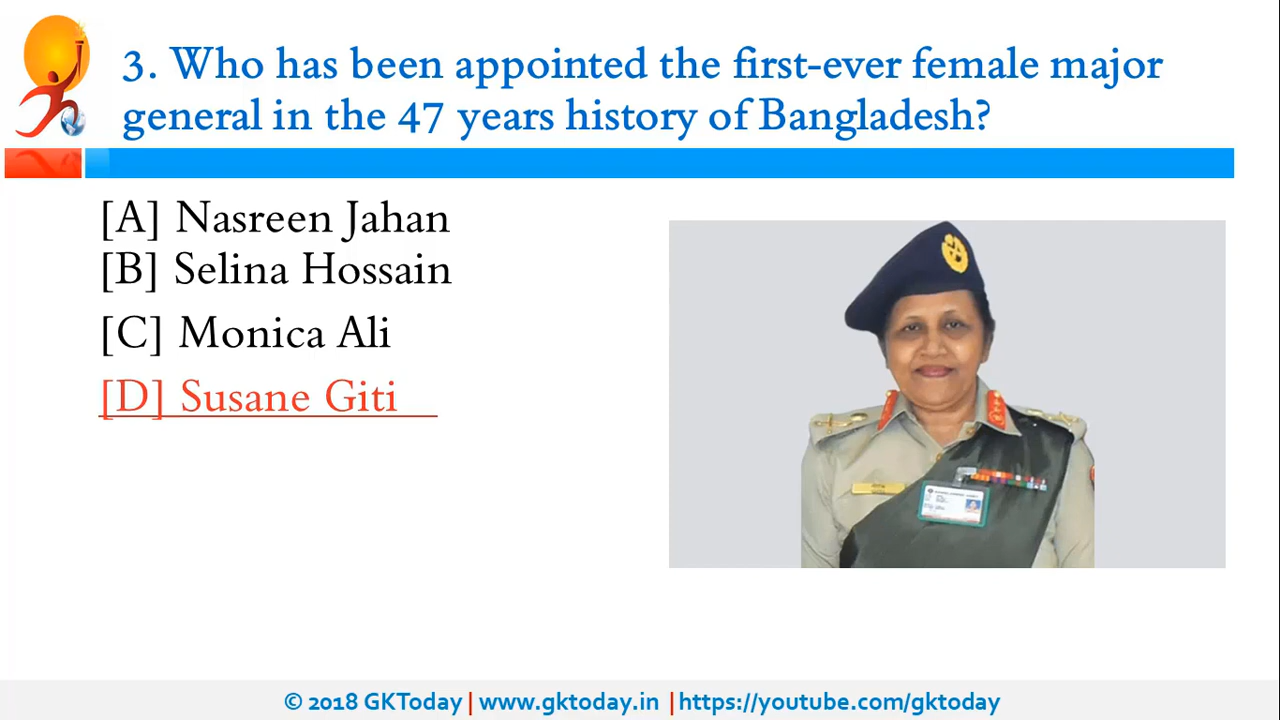 3. Who has been appointed the first-ever female major
general in the 47 years history of Bangladesh?
[A] Nasreen Jahan
[B] Selina Hossain
[C] Monica Ali
[D] Susane Giti
© 2018 GKToday | www.gktoday.in | https://youtube.com/gktoday